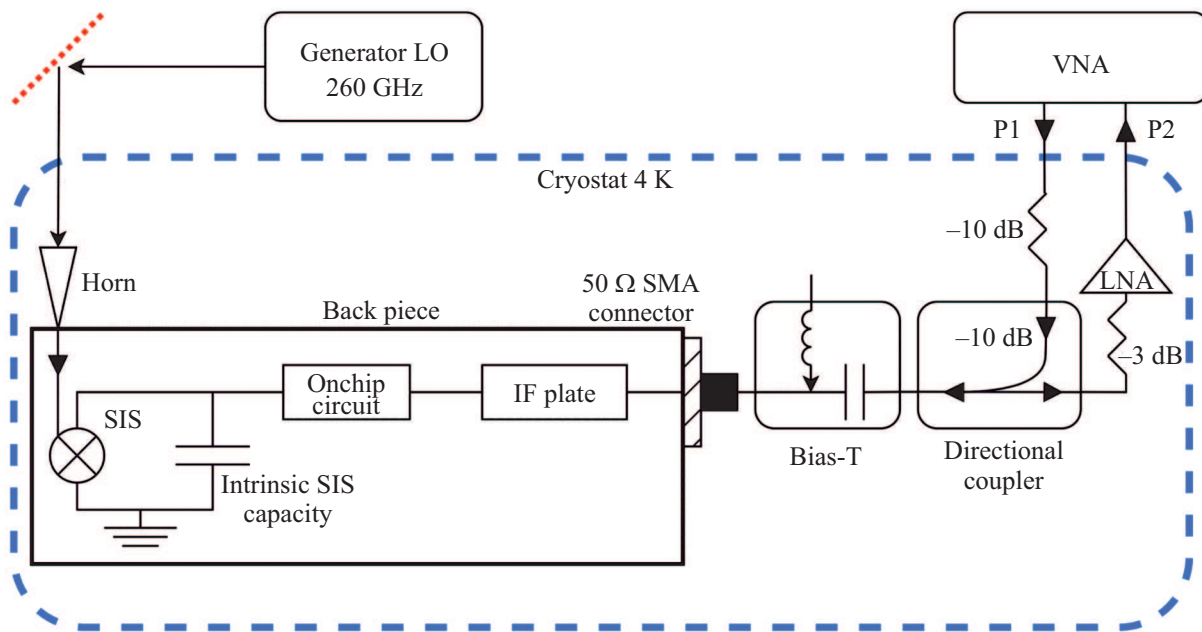 Generator LO
260 GHz
VNA
P1
P2
Cryostat 4 K
–10 dB
LNA
Horn
50 Ω SMA
connector
Back piece
–10 dB
–3 dB
Onchip
circuit
IF plate
SIS
Bias-T
Directional
coupler
Intrinsic SIS
capacity